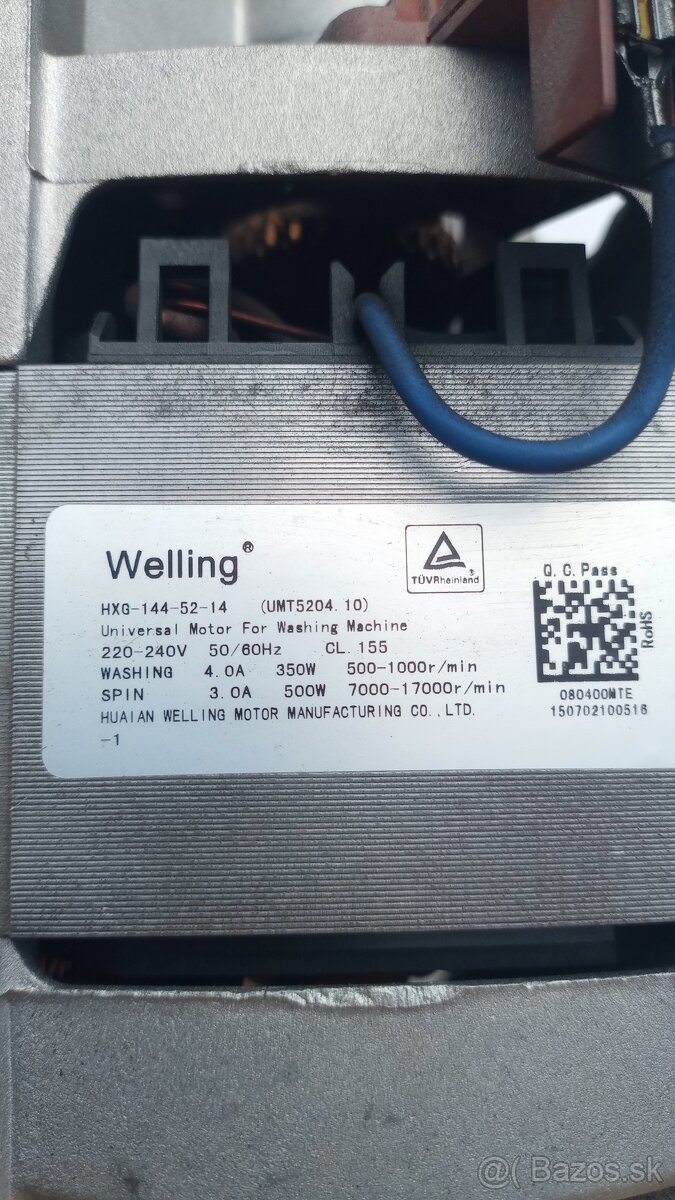 Welling®
TÜVRheinland®
Q.C.Pass
RoHS
HXG-144-52-14 (UMT5204.10)
Universal Motor For Washing Machine
220-240V 50/60Hz CL.155
WASHING 4.0A 350W 500-1000r/min
SPIN 3.0A 500W 7000-17000r/min
HUAIAN WELLING MOTOR MANUFACTURING CO.,LTD.
-1
080400MTE
150702100516
@( Bazos.sk